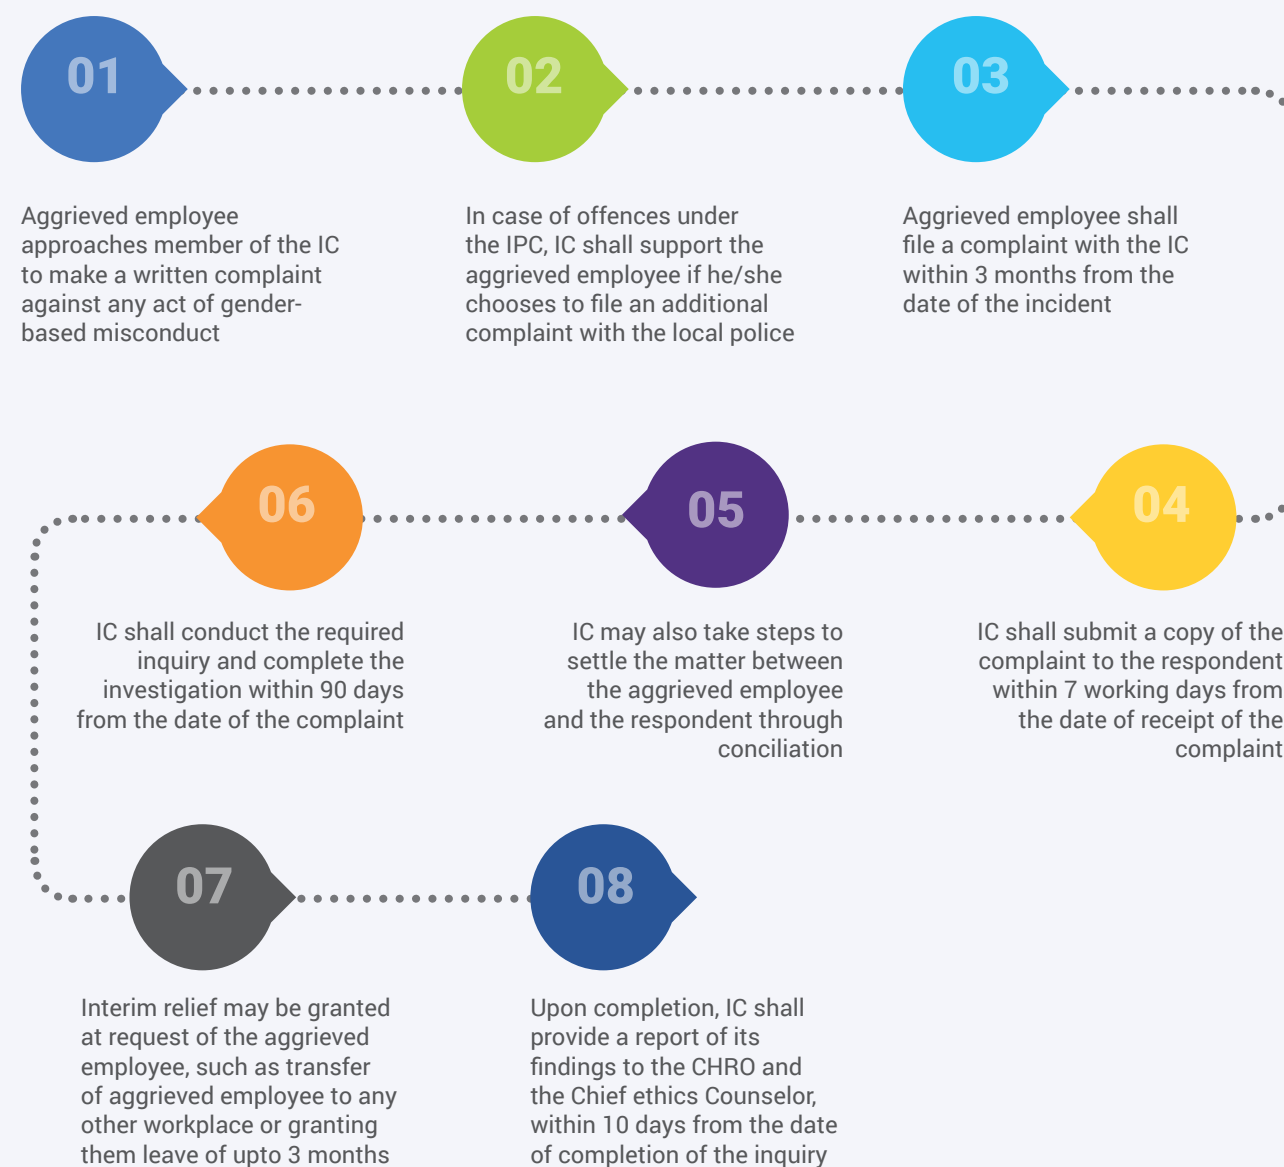 01
Aggrieved employee
approaches member of the IC
to make a written complaint
against any act of gender-
based misconduct
02
In case of offences under
the IPC, IC shall support the
aggrieved employee if he/she
chooses to file an additional
complaint with the local police
03
Aggrieved employee shall
file a complaint with the IC
within 3 months from the
date of the incident
04
IC shall submit a copy of the
complaint to the respondent
within 7 working days from
the date of receipt of the
complaint
05
IC may also take steps to
settle the matter between
the aggrieved employee
and the respondent through
conciliation
06
IC shall conduct the required
inquiry and complete the
investigation within 90 days
from the date of the complaint
07
Interim relief may be granted
at request of the aggrieved
employee, such as transfer
of aggrieved employee to any
other workplace or granting
them leave of upto 3 months
08
Upon completion, IC shall
provide a report of its
findings to the CHRO and
the Chief ethics Counselor,
within 10 days from the date
of completion of the inquiry